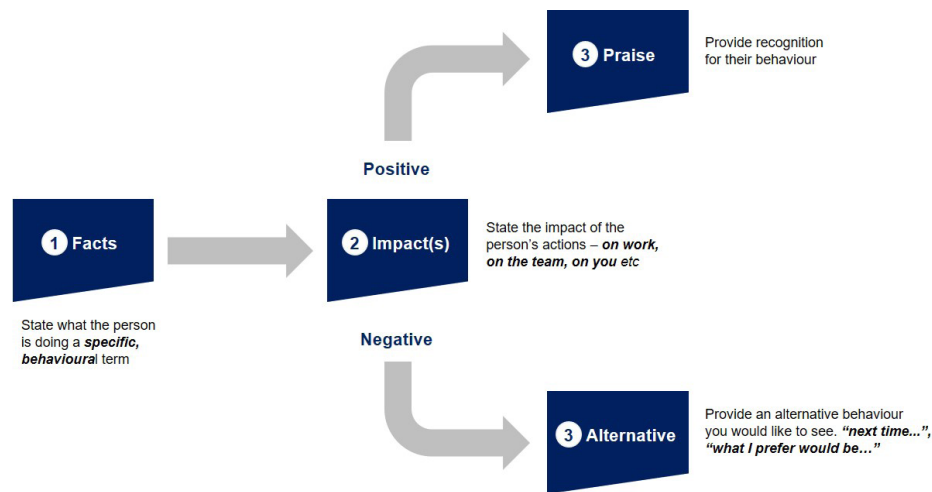 3 Praise
Provide recognition
for their behaviour
Positive
1 Facts
2 Impact(s)
State the impact of the
person's actions – on work,
on the team, on you etc
State what the person
is doing a specific,
behavioural term
Negative
3 Alternative
Provide an alternative behaviour
you would like to see. “next time...”,
“what I prefer would be…”